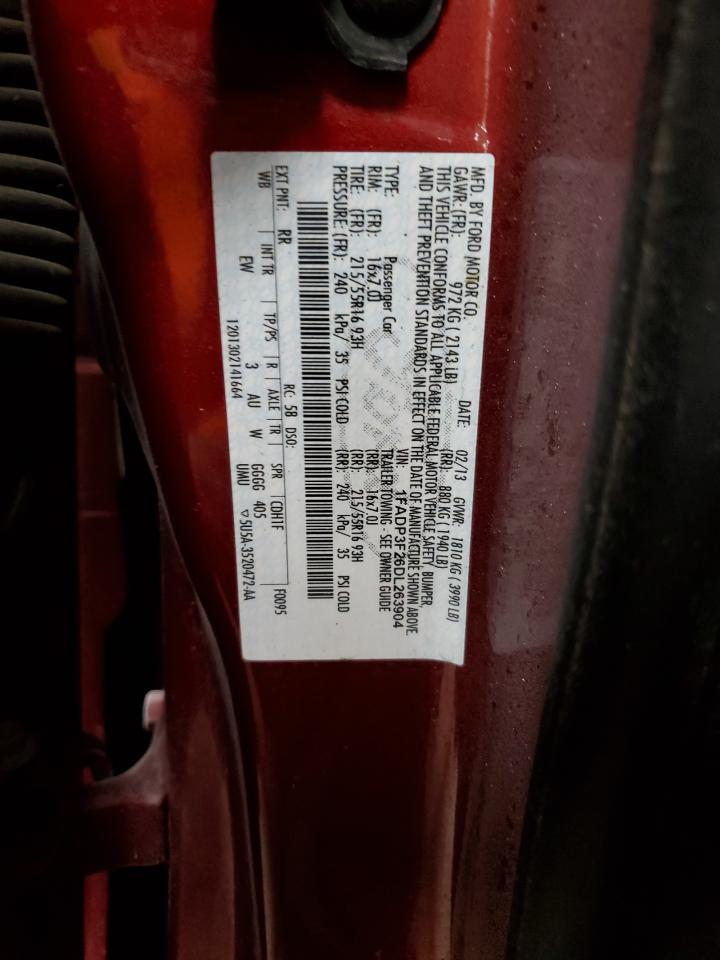 MFD. BY FORD MOTOR CO. DATE: 02/13 GVWR: 1810 KG ( 3990 LB)
GAWR: (FR): 972 KG ( 2143 LB) (RR): 880 KG ( 1940 LB)
THIS VEHICLE CONFORMS TO ALL APPLICABLE FEDERAL MOTOR VEHICLE SAFETY, BUMPER,
AND THEFT PREVENTION STANDARDS IN EFFECT ON THE DATE OF MANUFACTURE SHOWN ABOVE.
VIN: 1FADP3F26DL263904
TYPE: Passenger Car TRAILER TOWING - SEE OWNER GUIDE
RIM: (FR): 16x7.0J (RR): 16x7.0J
TIRE: (FR): 215/55R16 93H (RR): 215/55R16 93H
PRESSURE: (FR): 240 kPa/ 35 PSI COLD (RR): 240 kPa/ 35 PSI COLD
EXT PNT: RR RC: 58 DSO: F0095
WB INT TR TP/PS R AXLE TR SPR
EW 3 AU W GGGG 405
UMU
1201302141664 ▽5U5A-3520472-AA